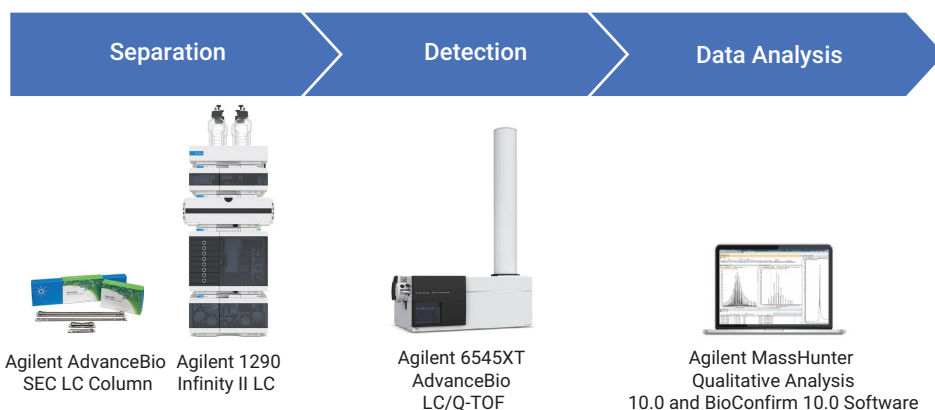 Separation
Detection
Data Analysis
Agilent AdvanceBio
SEC LC Column
Agilent 1290
Infinity II LC
Agilent 6545XT
AdvanceBio
LC/Q-TOF
Agilent MassHunter
Qualitative Analysis
10.0 and BioConfirm 10.0 Software